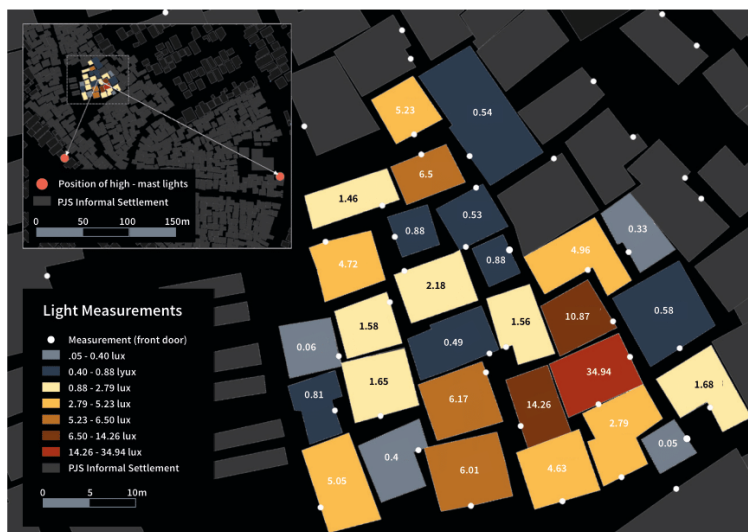 Position of high - mast lights
PJS Informal Settlement
0 50 100 150m
Light Measurements
Measurement (front door)
.05 - 0.40 lux
0.40 - 0.88 lyux
0.88 - 2.79 lux
2.79 - 5.23 lux
5.23 - 6.50 lux
6.50 - 14.26 lux
14.26 - 34.94 lux
PJS Informal Settlement
0 5 10m
5.23
0.54
6.5
1.46
0.53
0.88
0.33
4.96
4.72
0.88
2.18
0.58
10.87
1.56
1.58
0.49
0.06
34.94
1.68
1.65
0.81
6.17
14.26
2.79
0.05
0.4
4.63
6.01
5.05